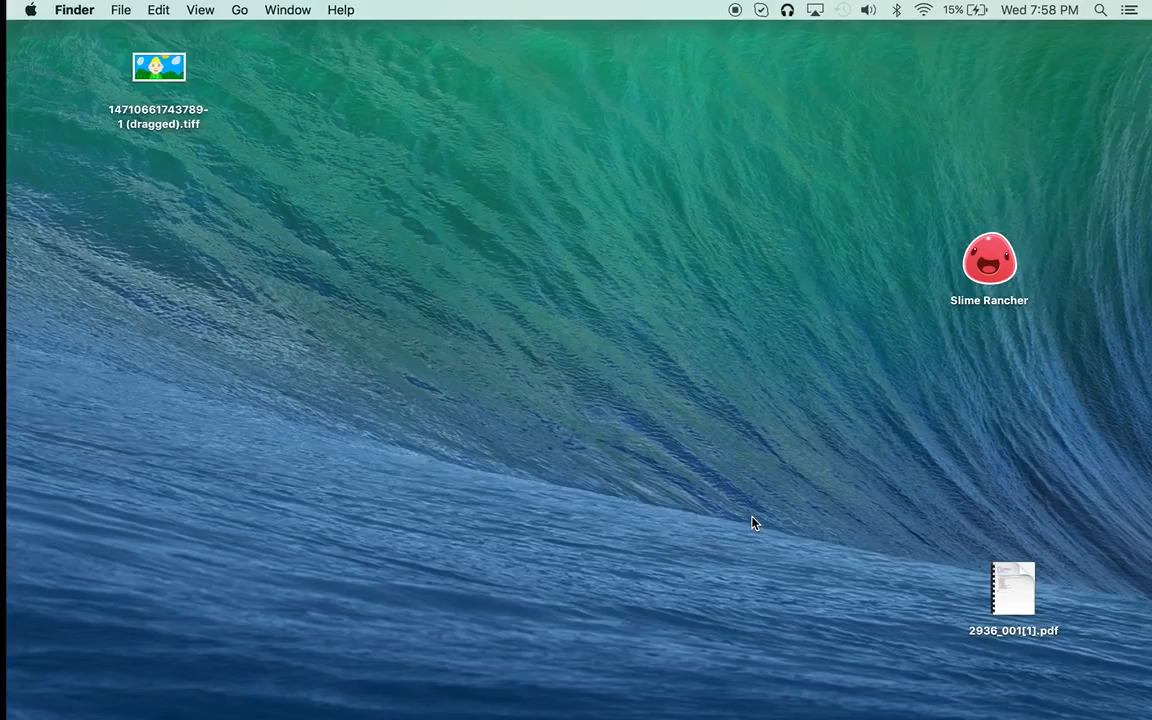 Finder File Edit View Go Window Help 15% Wed 7:58 PM
14710661743789-
1 (dragged).tiff
Slime Rancher
2936_001[1].pdf